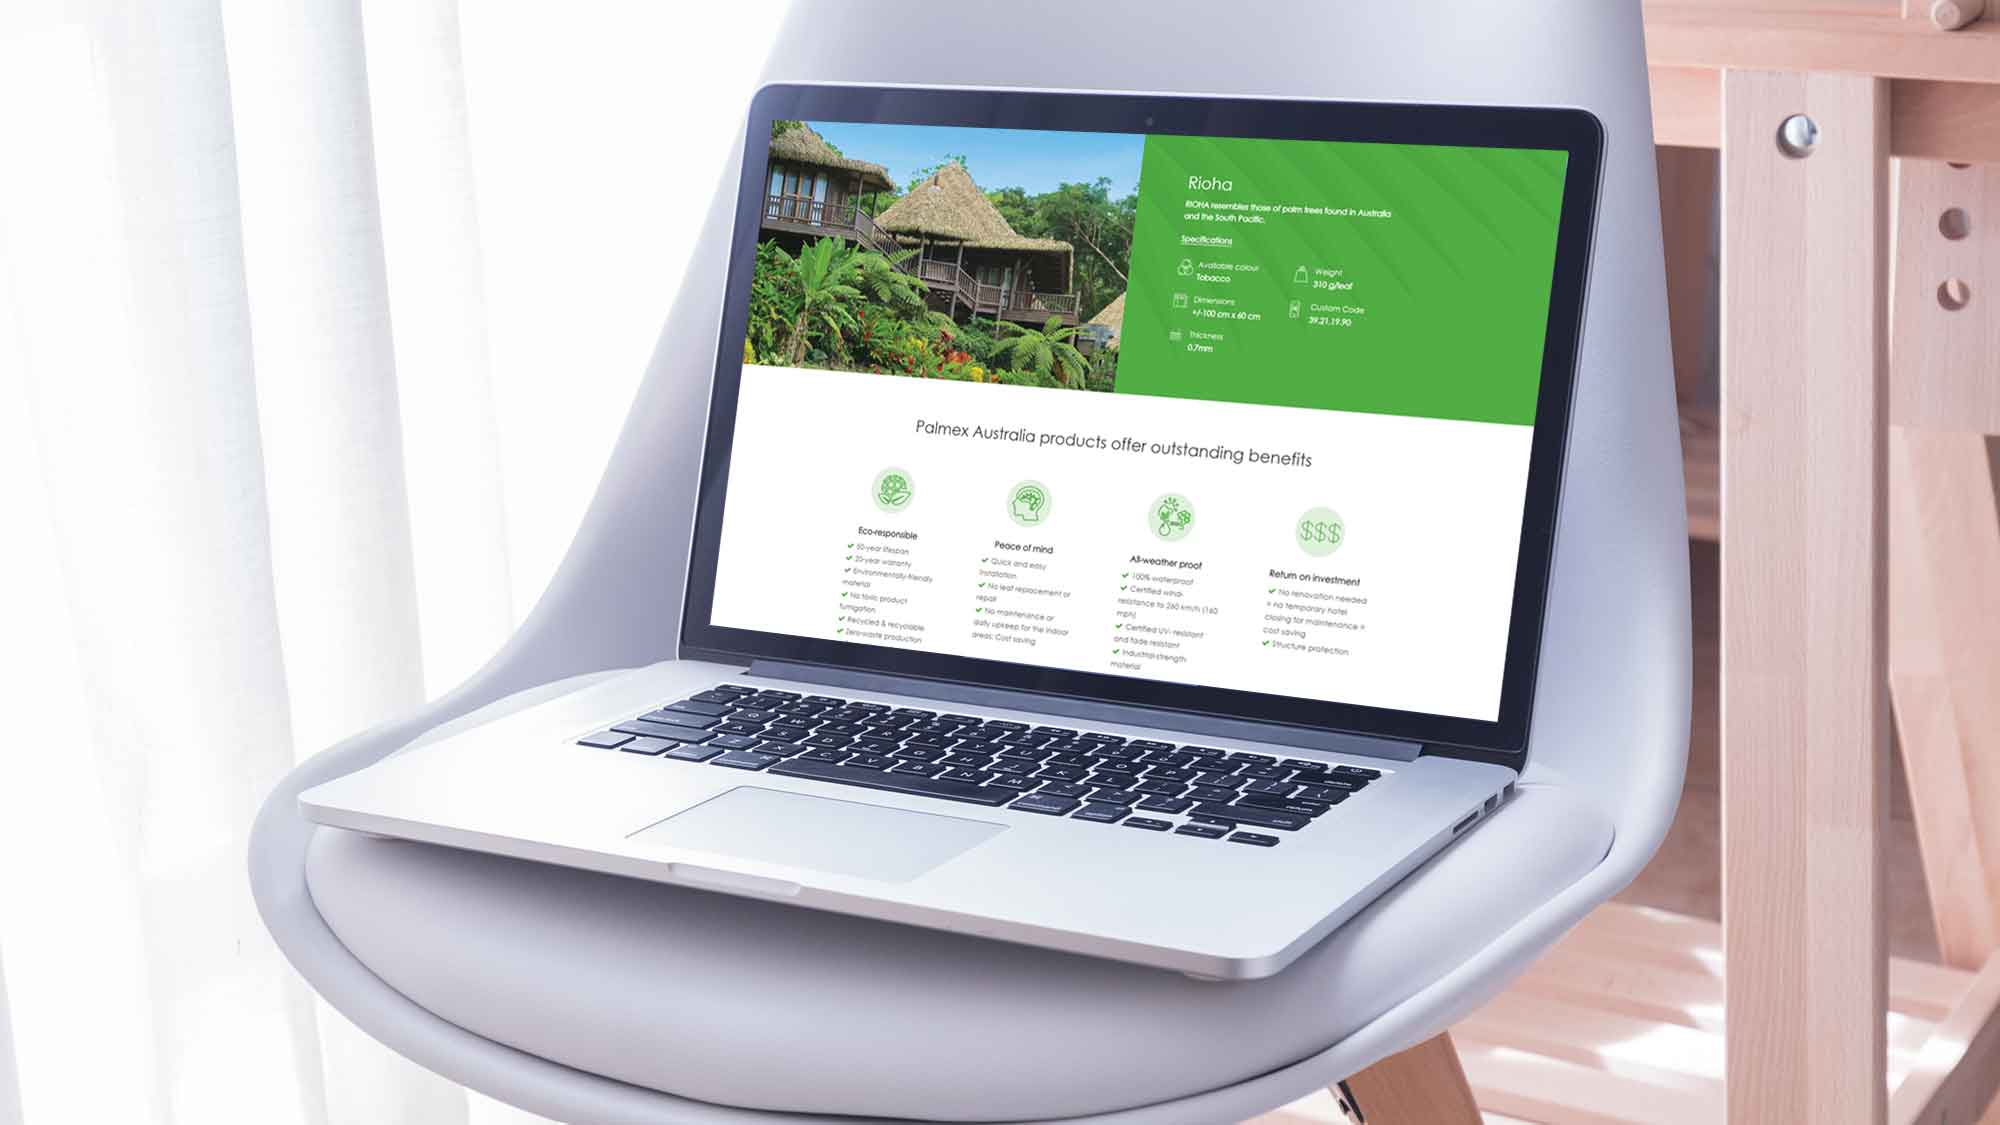 Rioha
RIOHA resembles those of palm trees found in Australia
and the South Pacific.
Specifications
Available colour
Tobacco
Weight
310 g/leaf
Dimensions
+/-100 cm x 60 cm
Custom Code
39.21.19.90
Thickness
0.7mm
Palmex Australia products offer outstanding benefits
$$$
Eco-responsible
50-year lifespan
20-year warranty
Environmentally-friendly
material
No toxic product
fumigation
Recycled & recyclable
Zero-waste production
Peace of mind
Quick and easy
installation
No leaf replacement or
repair
No maintenance or
daily upkeep for the indoor
areas: Cost saving
All-weather proof
100% waterproof
Certified wind-
resistance to 260 km/h (160
mph)
Certified UV- resistant
and fade resistant
Industrial-strength
material
Return on investment
No renovation needed
= no temporary hotel
closing for maintenance =
cost saving
Structure protection